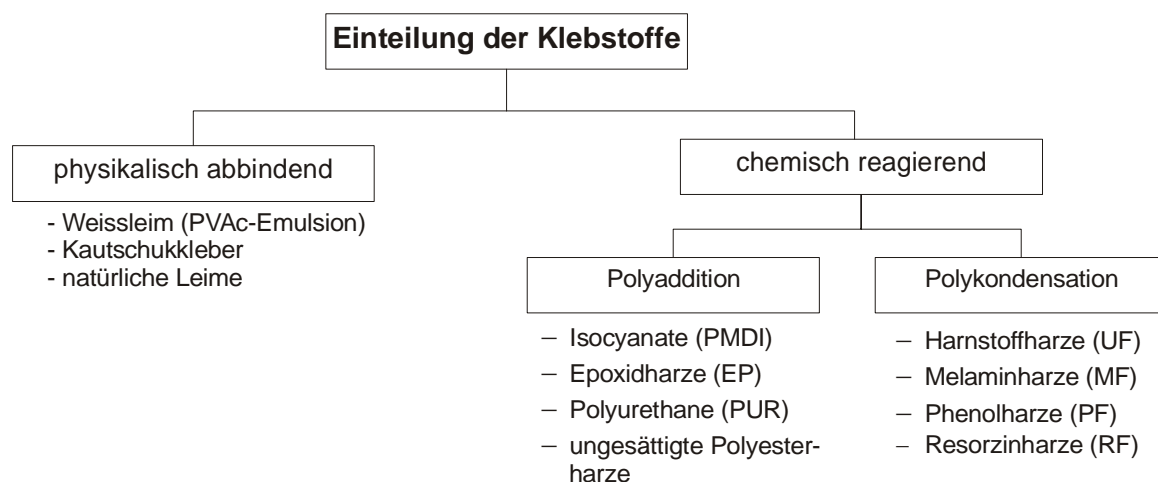 Einteilung der Klebstoffe
physikalisch abbindend
- Weissleim (PVAc-Emulsion)
- Kautschukkleber
- natürliche Leime
chemisch reagierend
Polyaddition
– Isocyanate (PMDI)
– Epoxidharze (EP)
– Polyurethane (PUR)
– ungesättigte Polyester-
harze
Polykondensation
– Harnstoffharze (UF)
– Melaminharze (MF)
– Phenolharze (PF)
– Resorzinharze (RF)